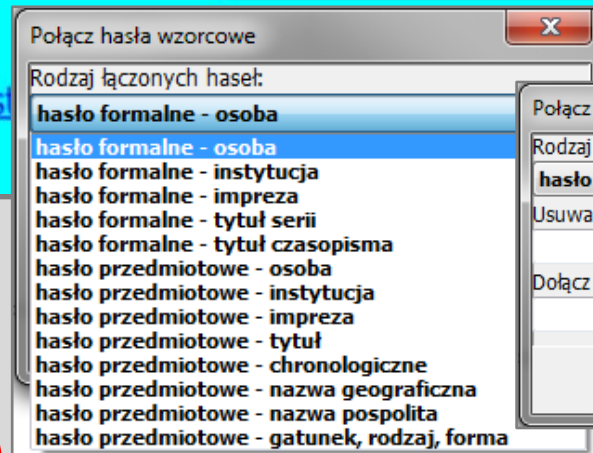 Połącz hasła wzorcowe
Rodzaj łączonych haseł:
hasło formalne - osoba
hasło formalne - osoba
hasło formalne - instytucja
hasło formalne - impreza
hasło formalne - tytuł serii
hasło formalne - tytuł czasopisma
hasło przedmiotowe - osoba
hasło przedmiotowe - instytucja
hasło przedmiotowe - impreza
hasło przedmiotowe - tytuł
hasło przedmiotowe - chronologiczne
hasło przedmiotowe - nazwa geograficzna
hasło przedmiotowe - nazwa pospolita
hasło przedmiotowe - gatunek, rodzaj, forma
Połącz
Rodzaj
hasło
Usuwa
Dołącz